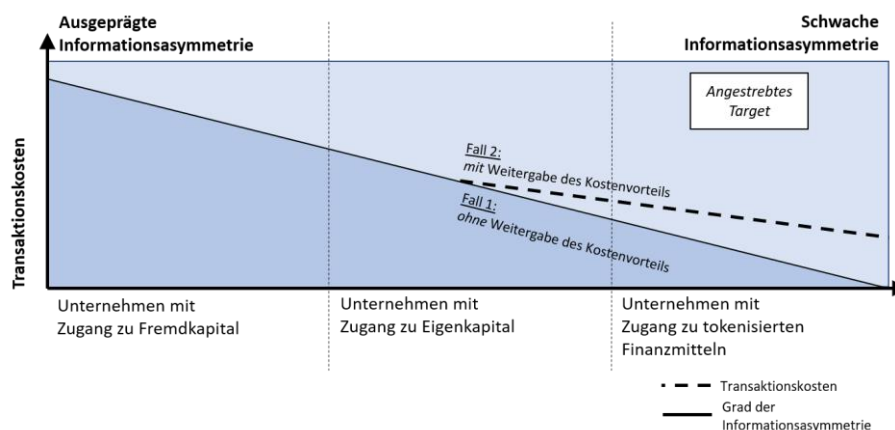 Ausgeprägte
Informationsasymmetrie
Schwache
Informationsasymmetrie
Angestrebtes
Target
Transaktionskosten
Fall 2:
mit Weitergabe des Kostenvorteils
Fall 1:
ohne Weitergabe des Kostenvorteils
Unternehmen mit
Zugang zu Fremdkapital
Unternehmen mit
Zugang zu Eigenkapital
Unternehmen mit
Zugang zu tokenisierten
Finanzmitteln
Transaktionskosten
Grad der
Informationsasymmetrie